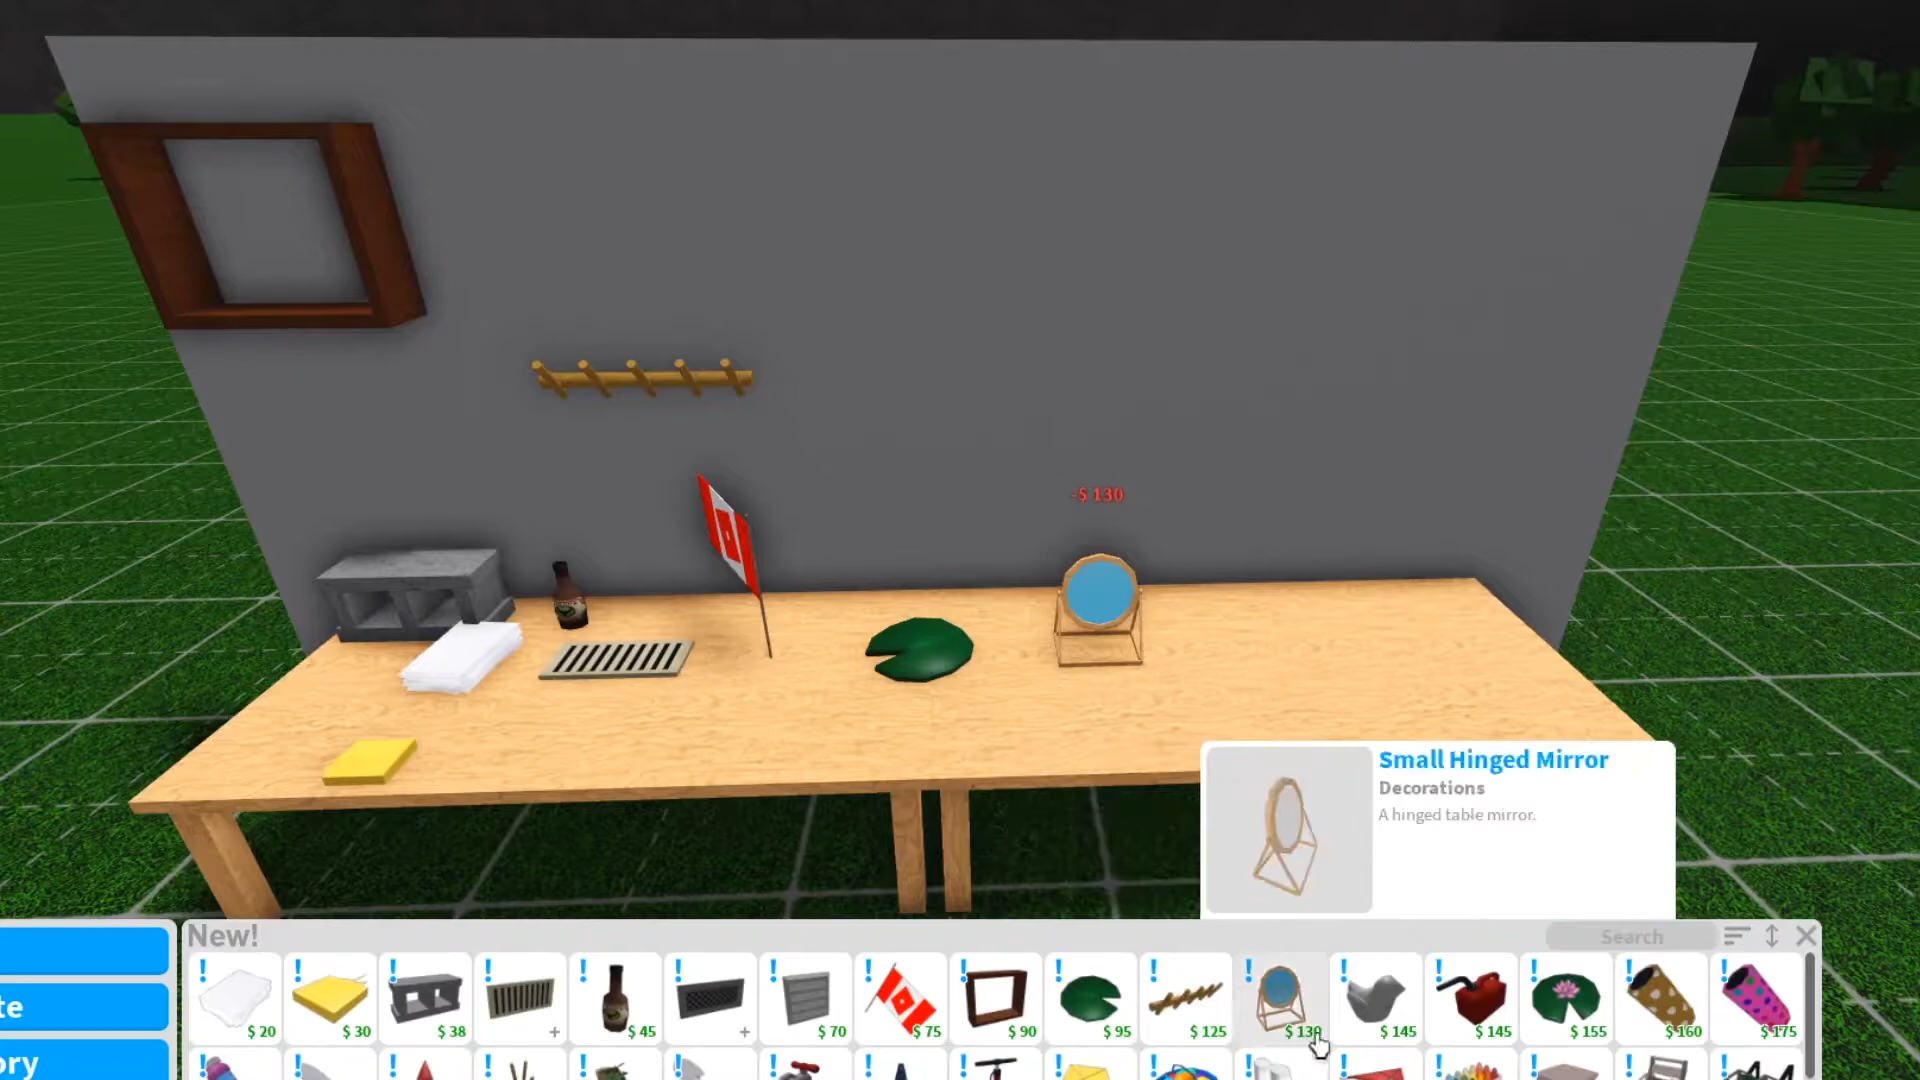 -$ 130
Small Hinged Mirror
Decorations
A hinged table mirror.
New!
Search
te
ory
! ! ! ! ! ! ! ! ! ! ! ! ! ! ! ! !
$ 20 $ 30 $ 38 + $ 45 + $ 70 $ 75 $ 90 $ 95 $ 125 $ 130 $ 145 $ 145 $ 155 $ 160 $ 175
! ! ! ! ! ! ! ! ! ! ! ! ! ! ! ! !